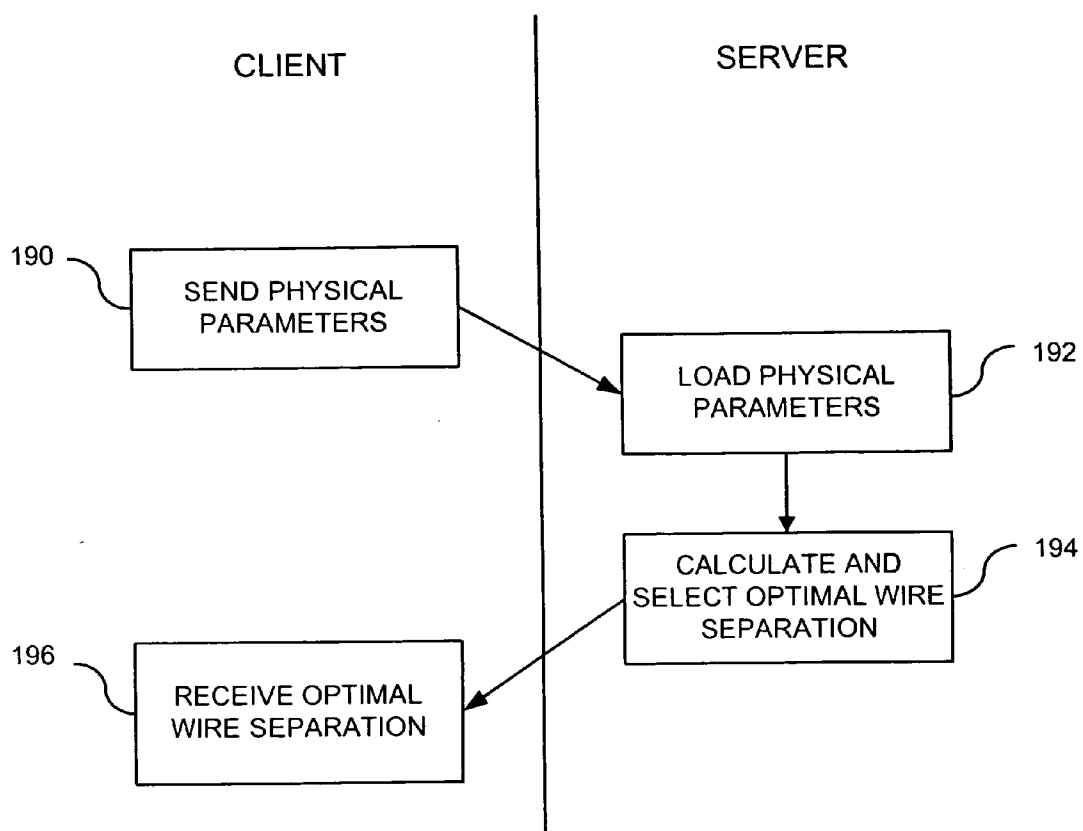 CLIENT
SERVER
190
SEND PHYSICAL
PARAMETERS
192
LOAD PHYSICAL
PARAMETERS
194
CALCULATE AND
SELECT OPTIMAL WIRE
SEPARATION
196
RECEIVE OPTIMAL
WIRE SEPARATION